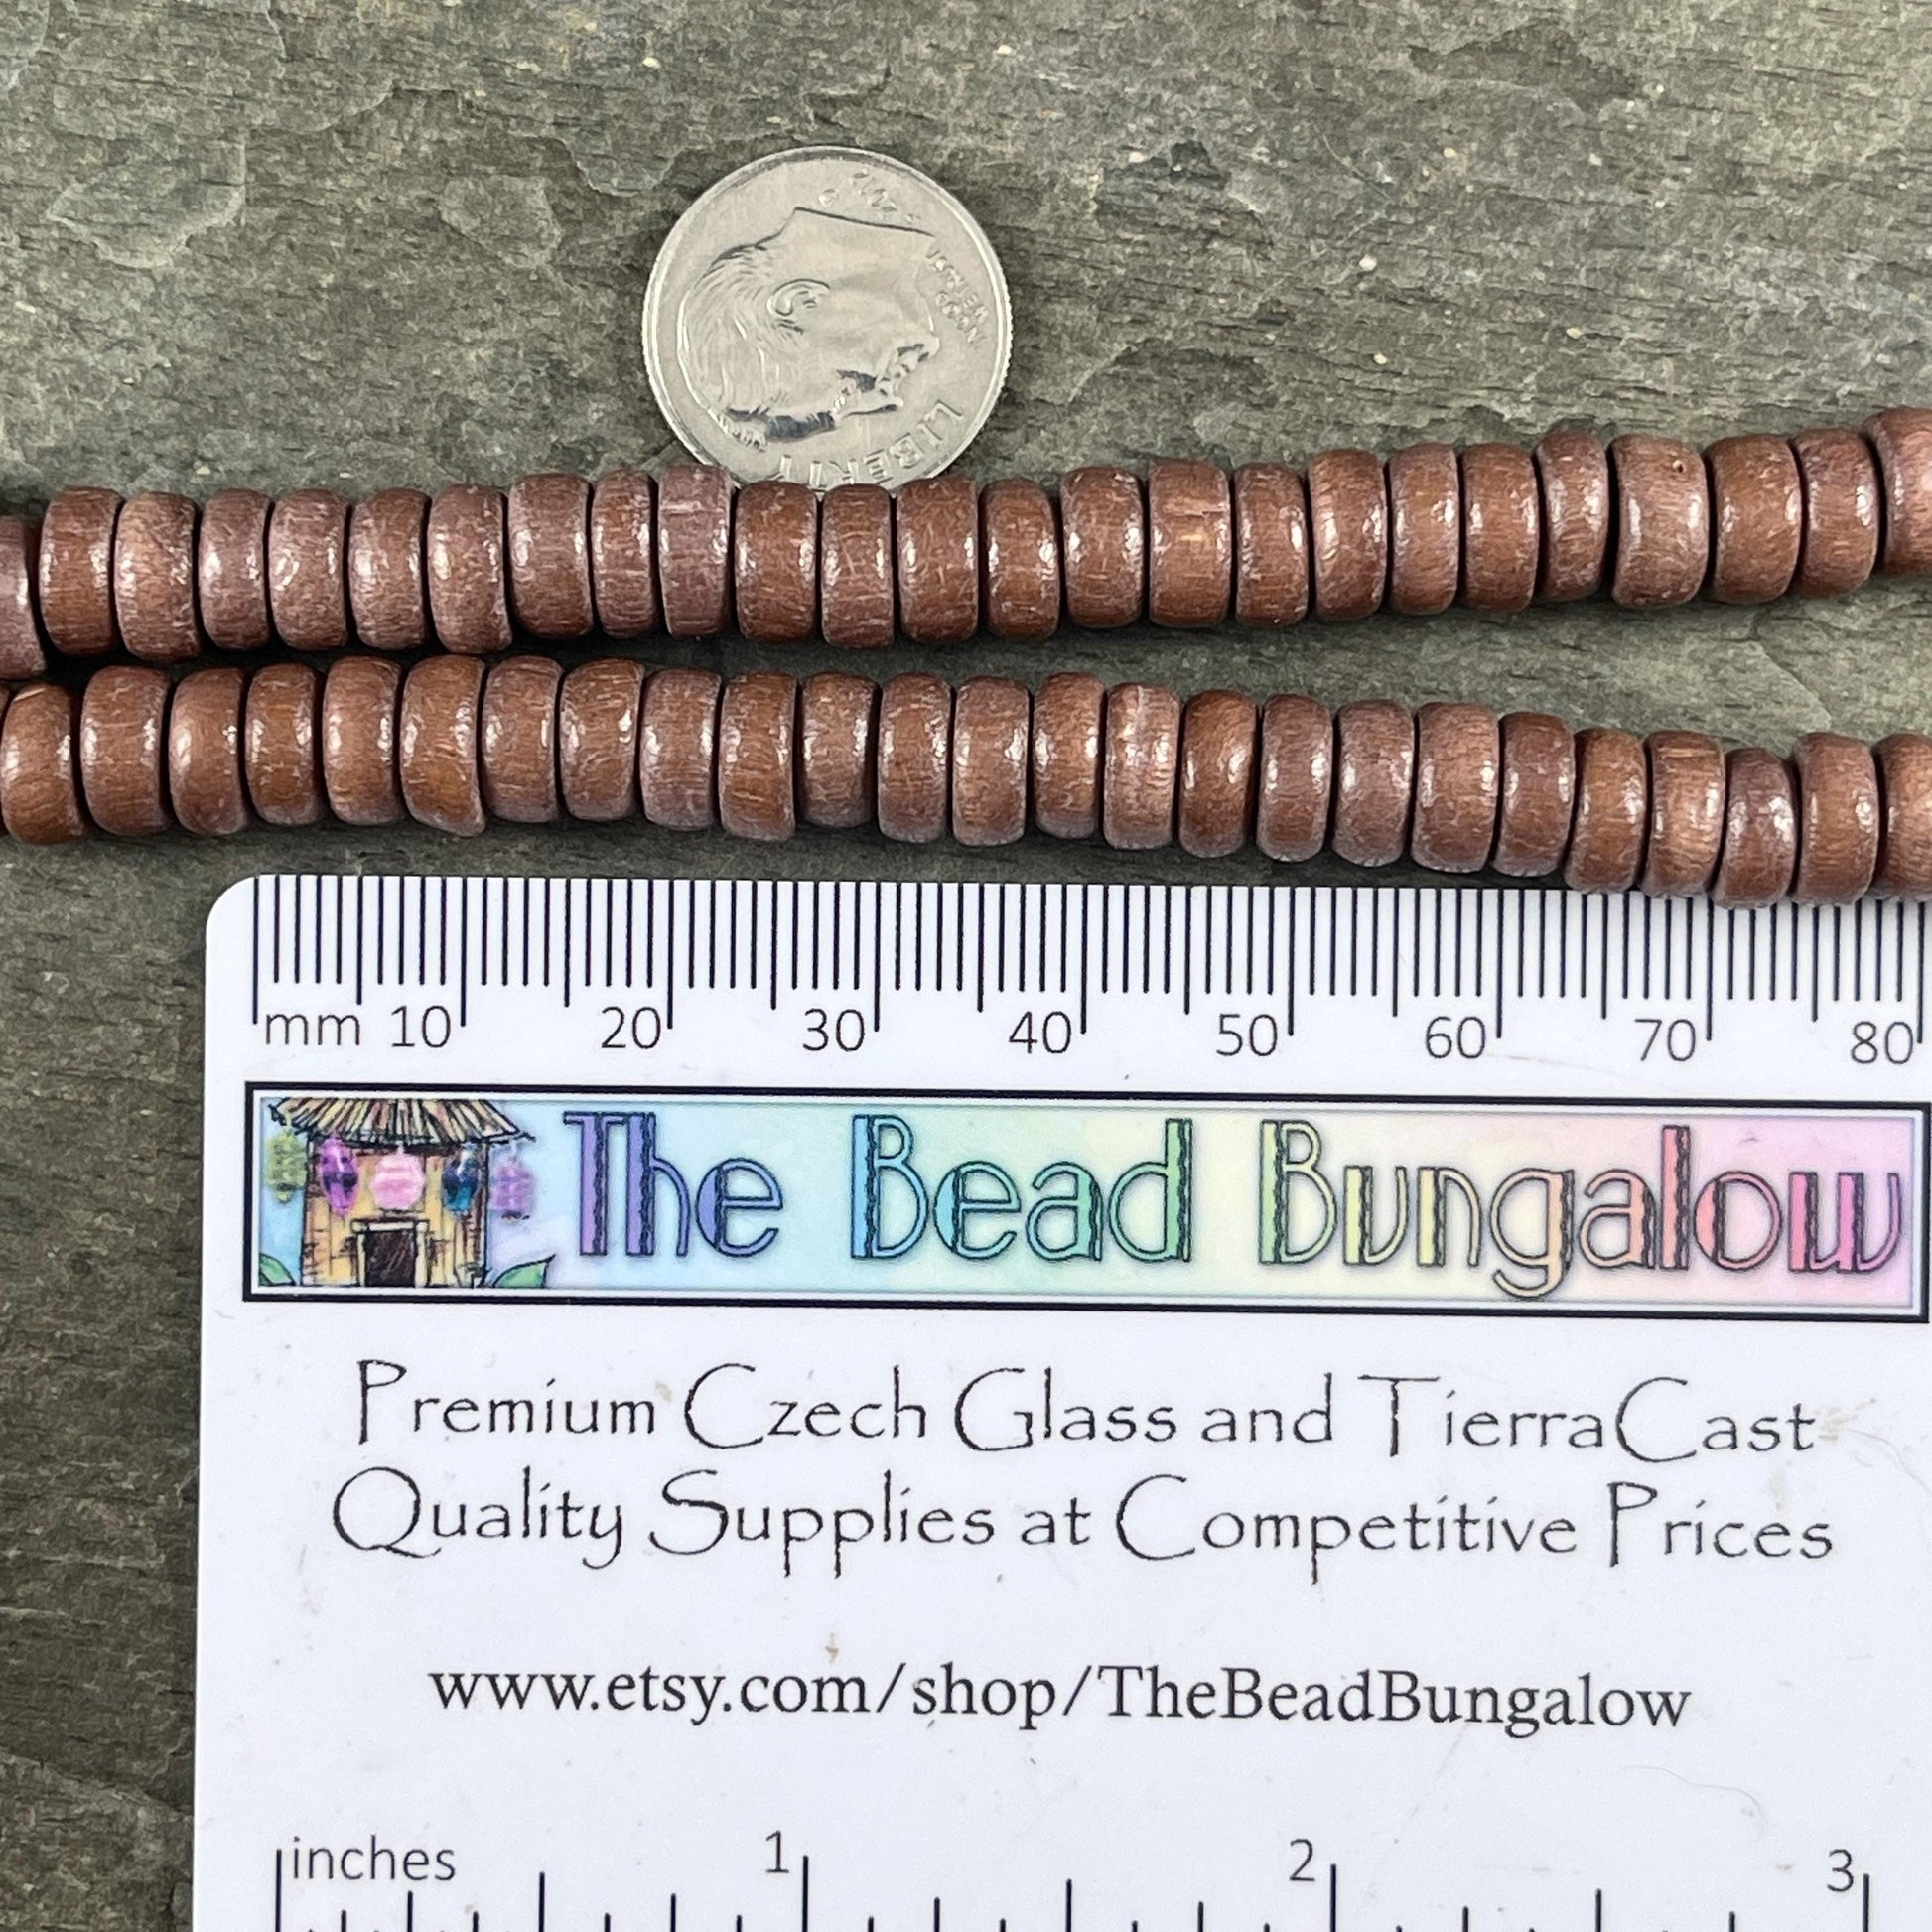 LIBERTY
mm 10 20 30 40 50 60 70 80
The Bead Bungalow
Premium Czech Glass and TierraCast
Quality Supplies at Competitive Prices
www.etsy.com/shop/TheBeadBungalow
inches 1 2 3